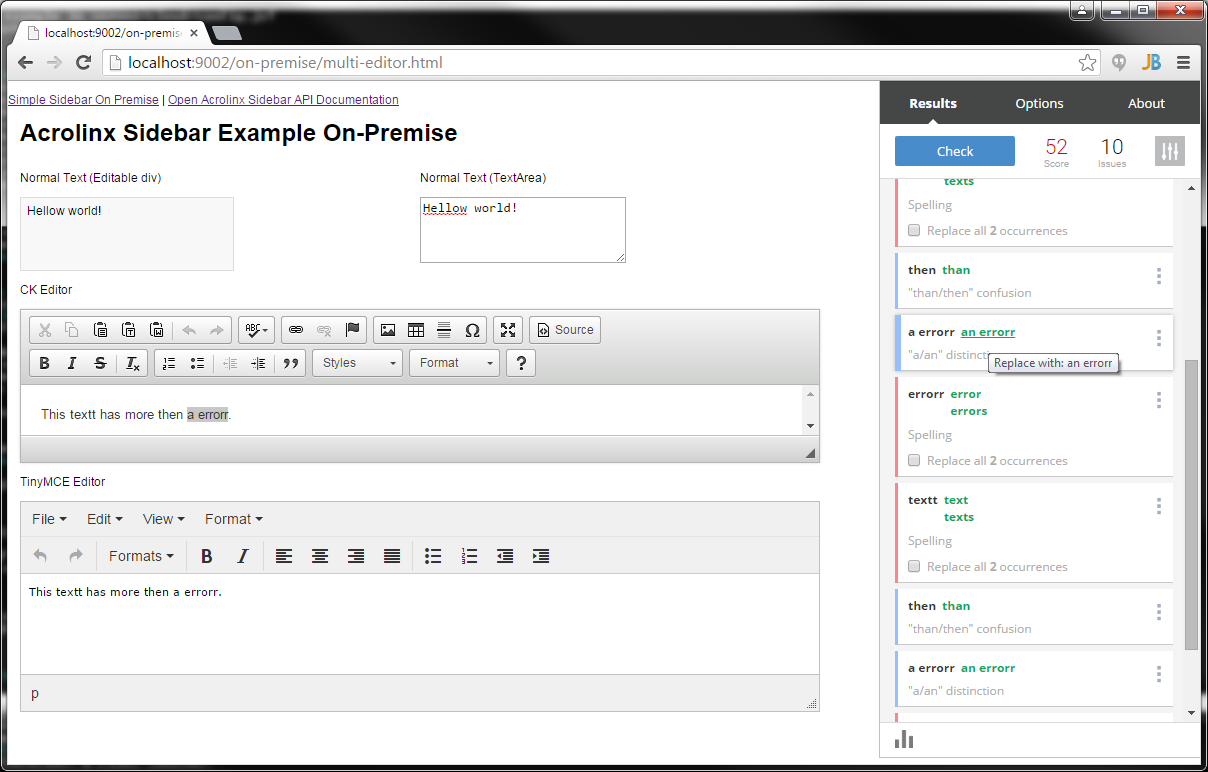 localhost:9002/on-premise
localhost:9002/on-premise/multi-editor.html
JB
Simple Sidebar On Premise | Open Acrolinx Sidebar API Documentation
Acrolinx Sidebar Example On-Premise
Normal Text (Editable div)
Normal Text (TextArea)
Hellow world!
Hellow world!
CK Editor
ABC
Source
B I S Ix
Styles
Format
?
This textt has more then a errorr.
TinyMCE Editor
File Edit View Format
Formats B I
This textt has more then a errorr.
p
Results Options About
Check
52
Score
10
Issues
texts
Spelling
Replace all 2 occurrences
then than
"than/then" confusion
a errorr an errorr
"a/an" distincti
Replace with: an errorr
errorr error
errors
Spelling
Replace all 2 occurrences
textt text
texts
Spelling
Replace all 2 occurrences
then than
"than/then" confusion
a errorr an errorr
"a/an" distinction